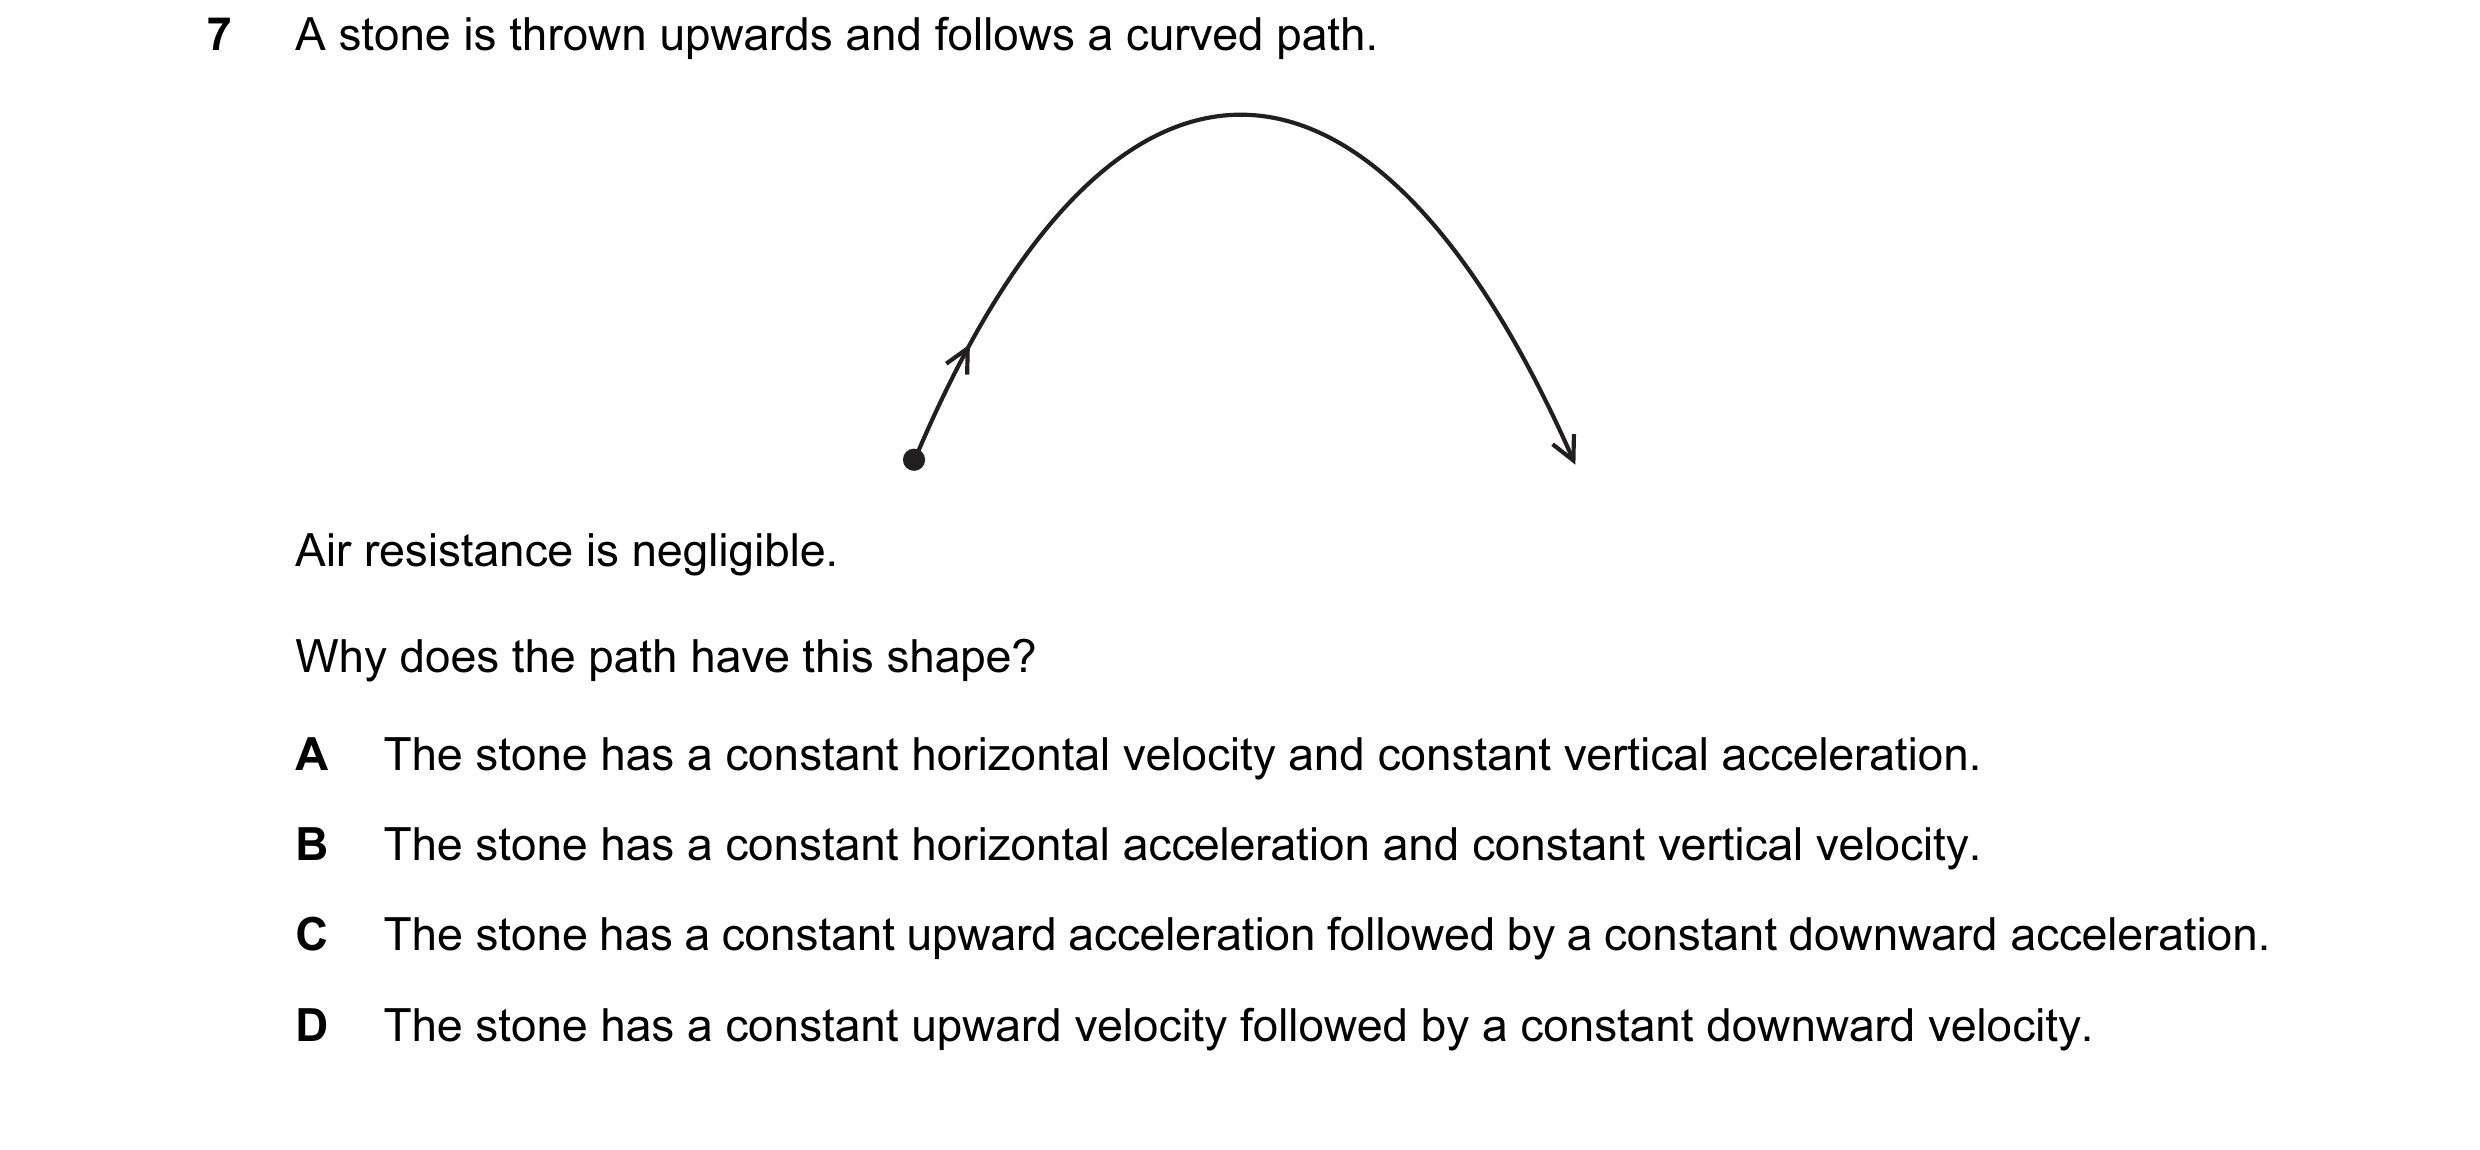 7 A stone is thrown upwards and follows a curved path.
Air resistance is negligible.
Why does the path have this shape?
A The stone has a constant horizontal velocity and constant vertical acceleration.
B The stone has a constant horizontal acceleration and constant vertical velocity.
C The stone has a constant upward acceleration followed by a constant downward acceleration.
D The stone has a constant upward velocity followed by a constant downward velocity.